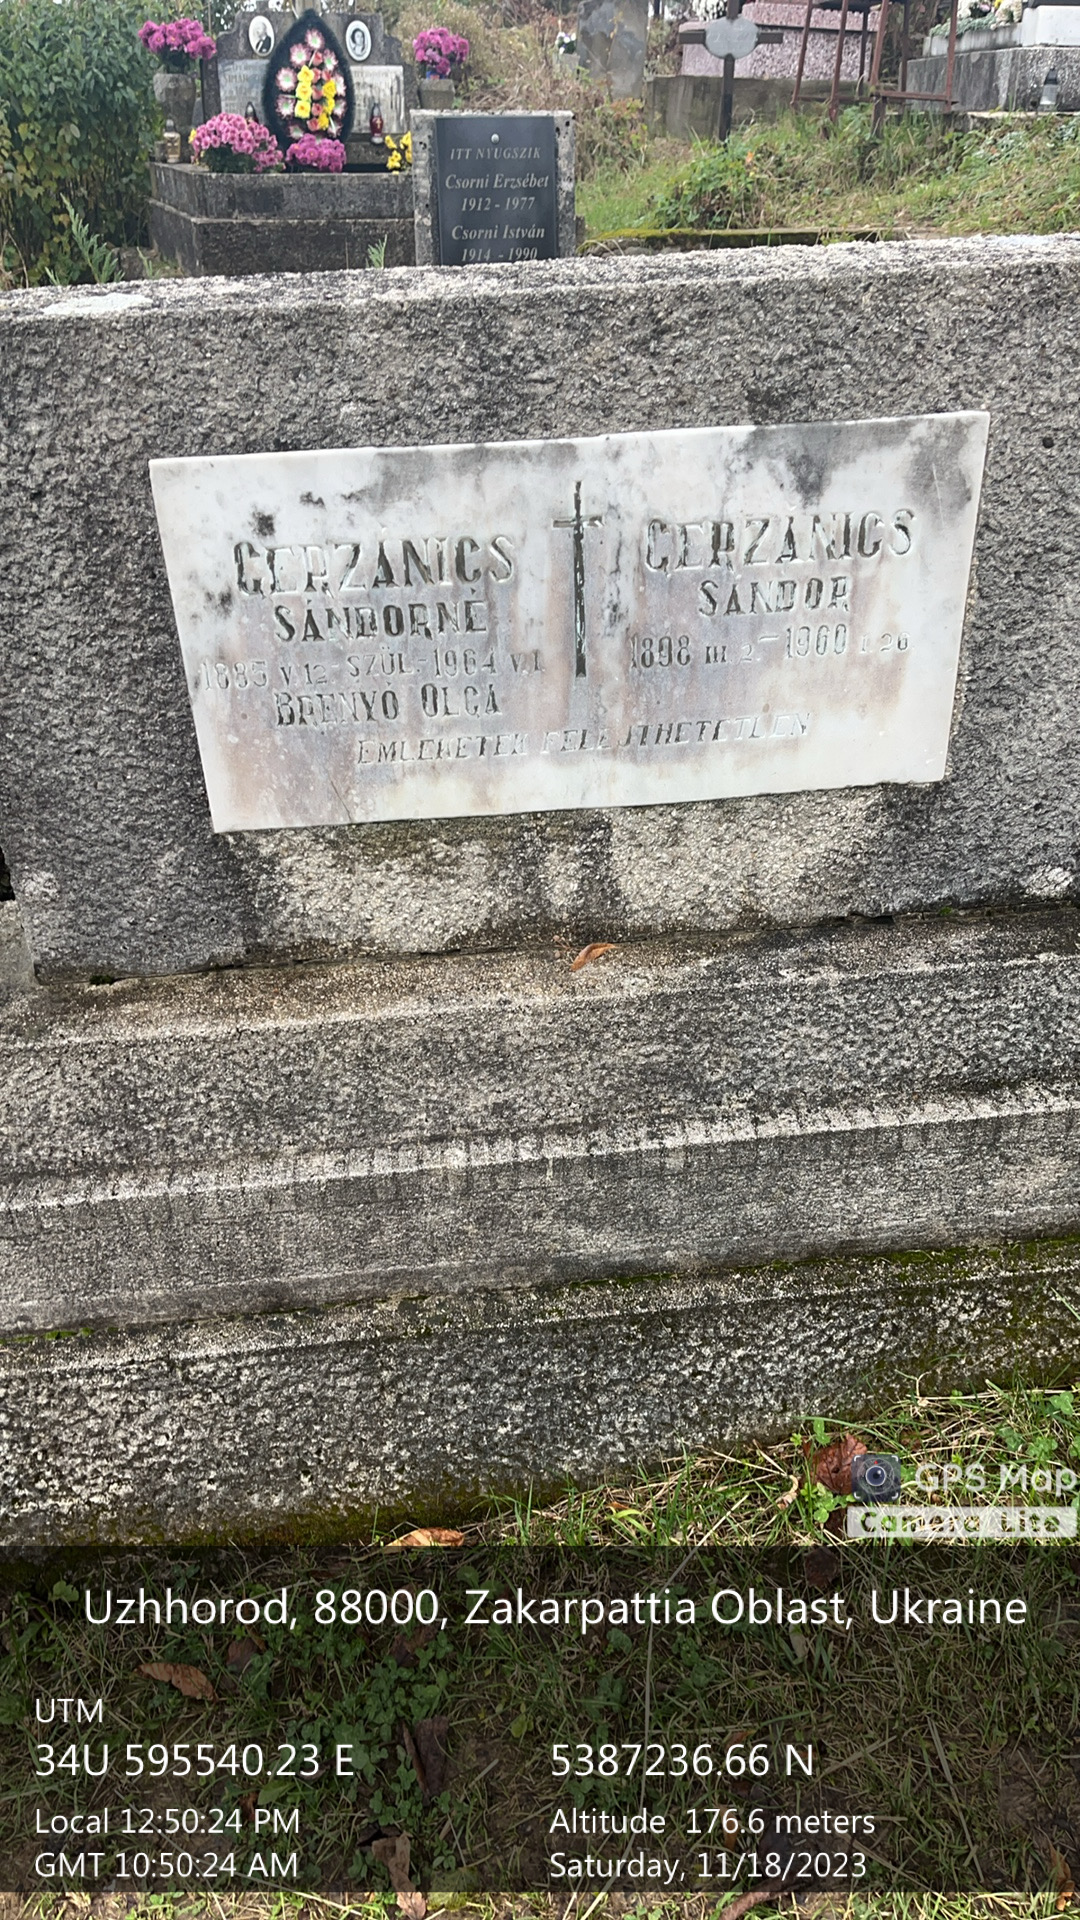 ITT NYUGSZIK
Csorni Erzsébet
1912 - 1977
Csorni István
1914 - 1990
GERZÁNICS
SÁNDORNÉ
1885 V. 12. SZÜL. 1964 V. 1.
BRENYÓ OLGA
GERZÁNICS
SÁNDOR
1898 III 2. - 1960 I. 26
EMLÉKETEK FELEJTHETETLEN
GPS Map
Camera Lite
Uzhhorod, 88000, Zakarpattia Oblast, Ukraine
UTM
34U 595540.23 E
5387236.66 N
Local 12:50:24 PM
Altitude 176.6 meters
GMT 10:50:24 AM
Saturday, 11/18/2023